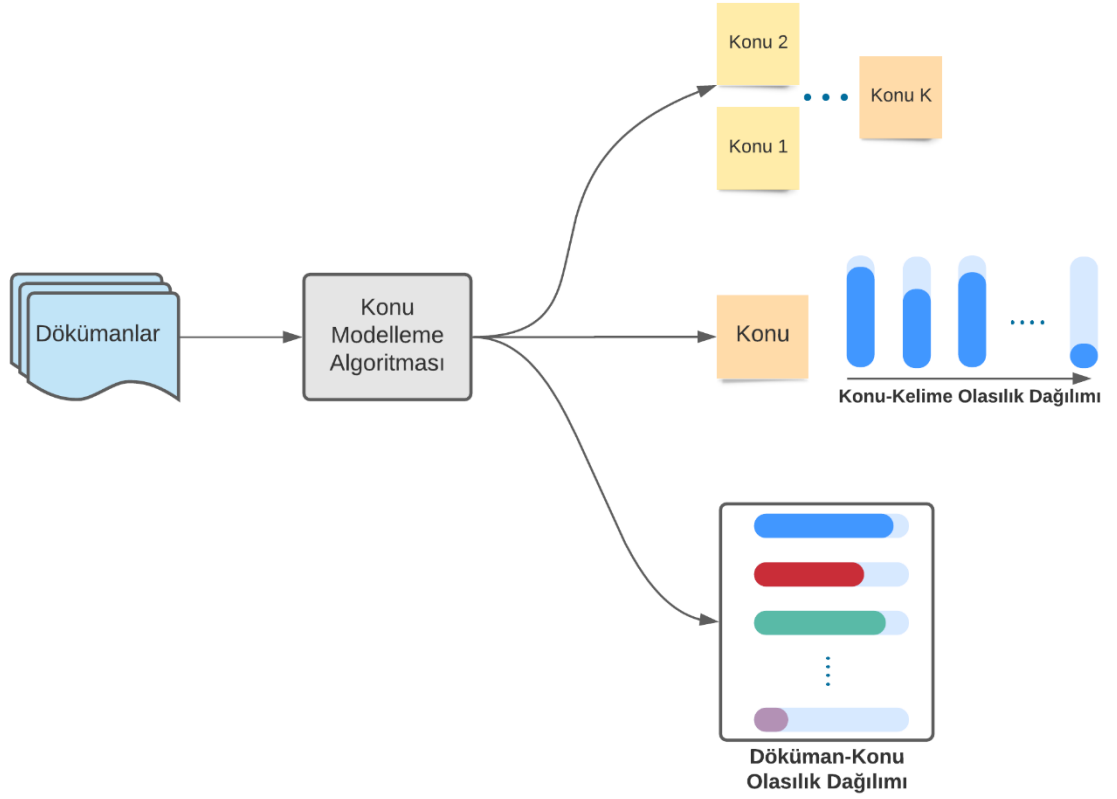 Konu 2
Konu K
Konu 1
Dökümanlar
Konu
Modelleme
Algoritması
Konu
Konu-Kelime Olasılık Dağılımı
Döküman-Konu
Olasılık Dağılımı